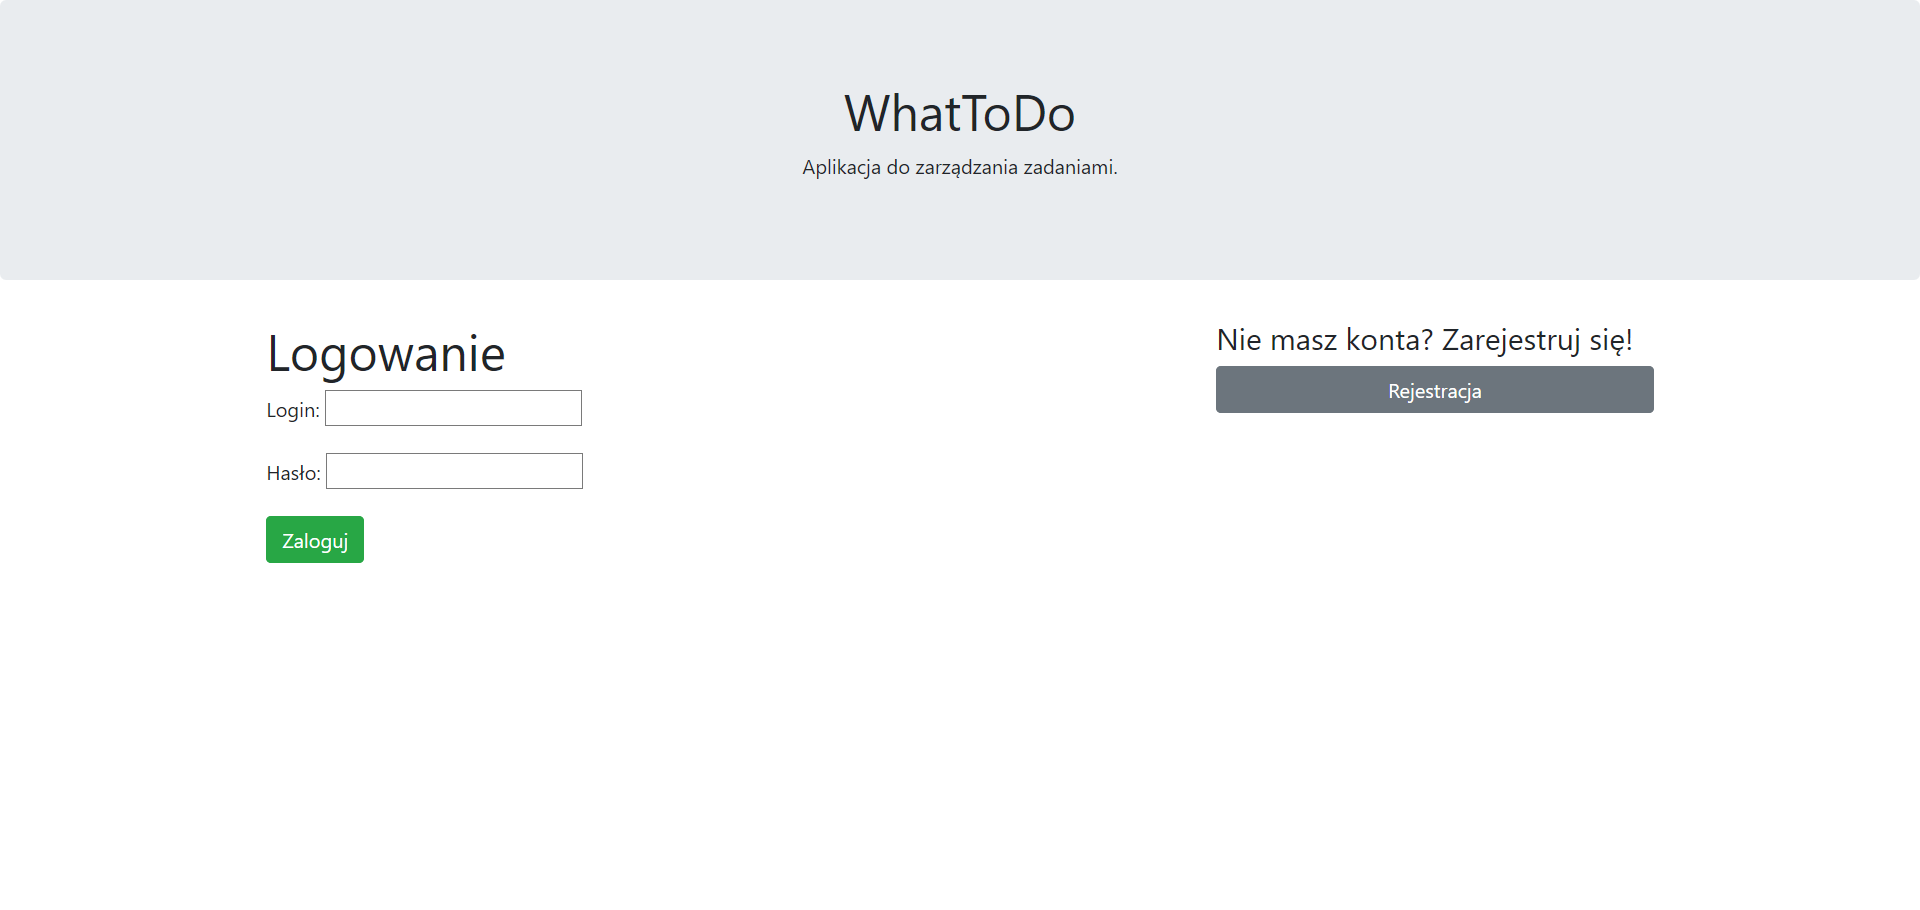 WhatToDo
Aplikacja do zarządzania zadaniami.
Logowanie
Login:
Hasło:
Zaloguj
Nie masz konta? Zarejestruj się!
Rejestracja